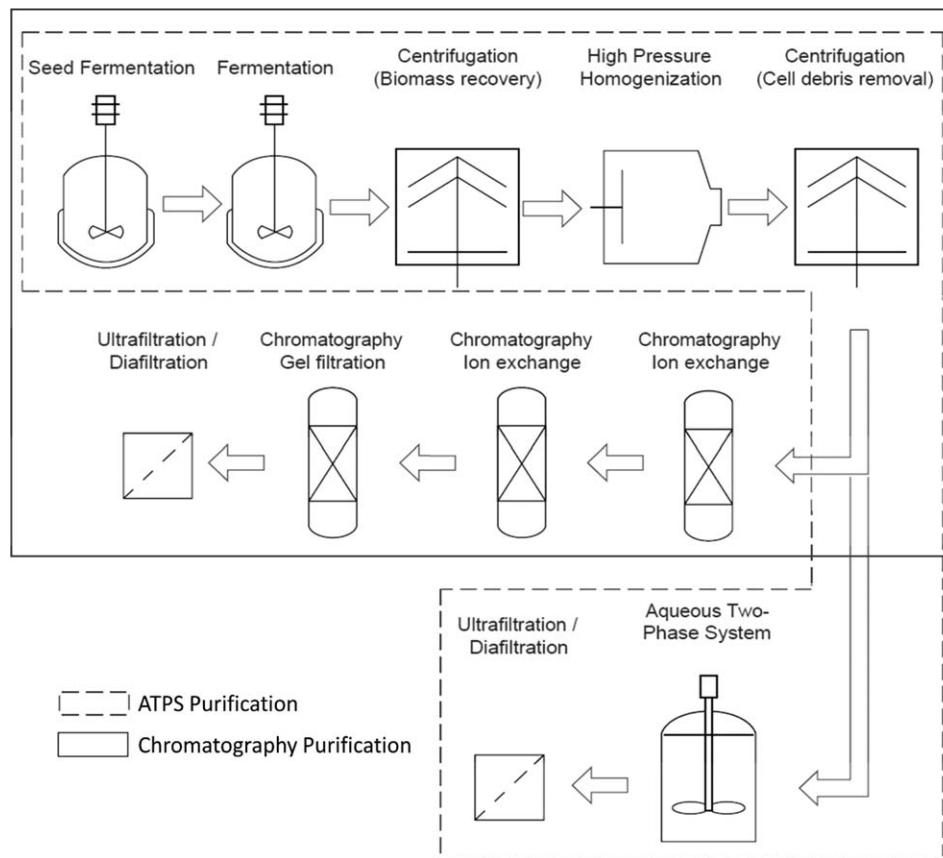 Seed Fermentation
Fermentation
Centrifugation
(Biomass recovery)
High Pressure
Homogenization
Centrifugation
(Cell debris removal)
Ultrafiltration /
Diafiltration
Chromatography
Gel filtration
Chromatography
Ion exchange
Chromatography
Ion exchange
Ultrafiltration /
Diafiltration
Aqueous Two-
Phase System
ATPS Purification
Chromatography Purification